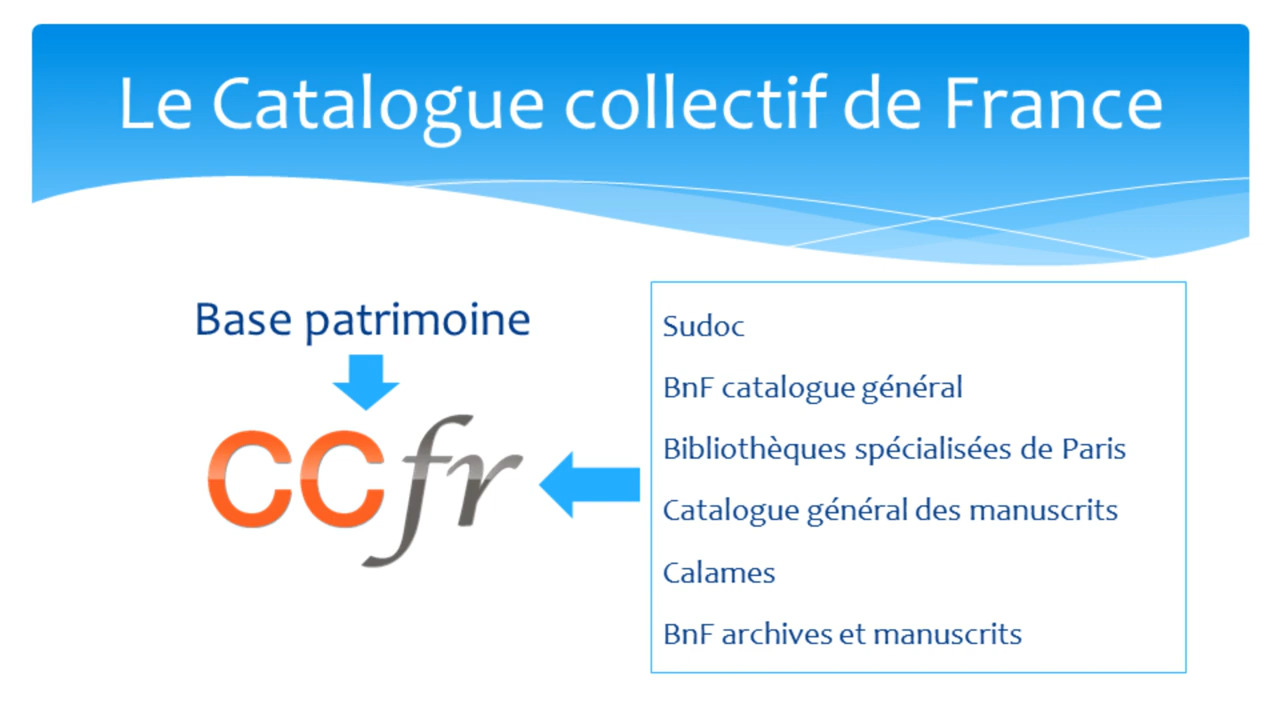 Le Catalogue collectif de France
Base patrimoine
CCfr
Sudoc
BnF catalogue général
Bibliothèques spécialisées de Paris
Catalogue général des manuscrits
Calames
BnF archives et manuscrits